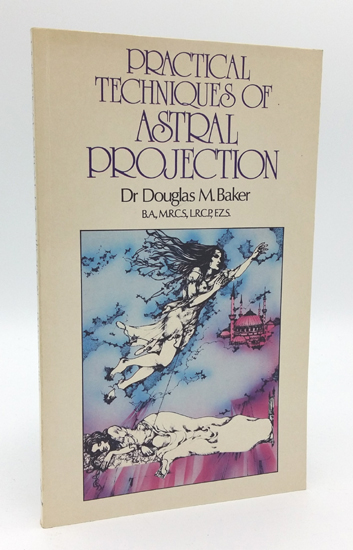 PRACTICAL
TECHNIQUES OF
ASTRAL
PROJECTION
Dr Douglas M. Baker
B.A., M.R.C.S., L.R.C.P., F.Z.S.